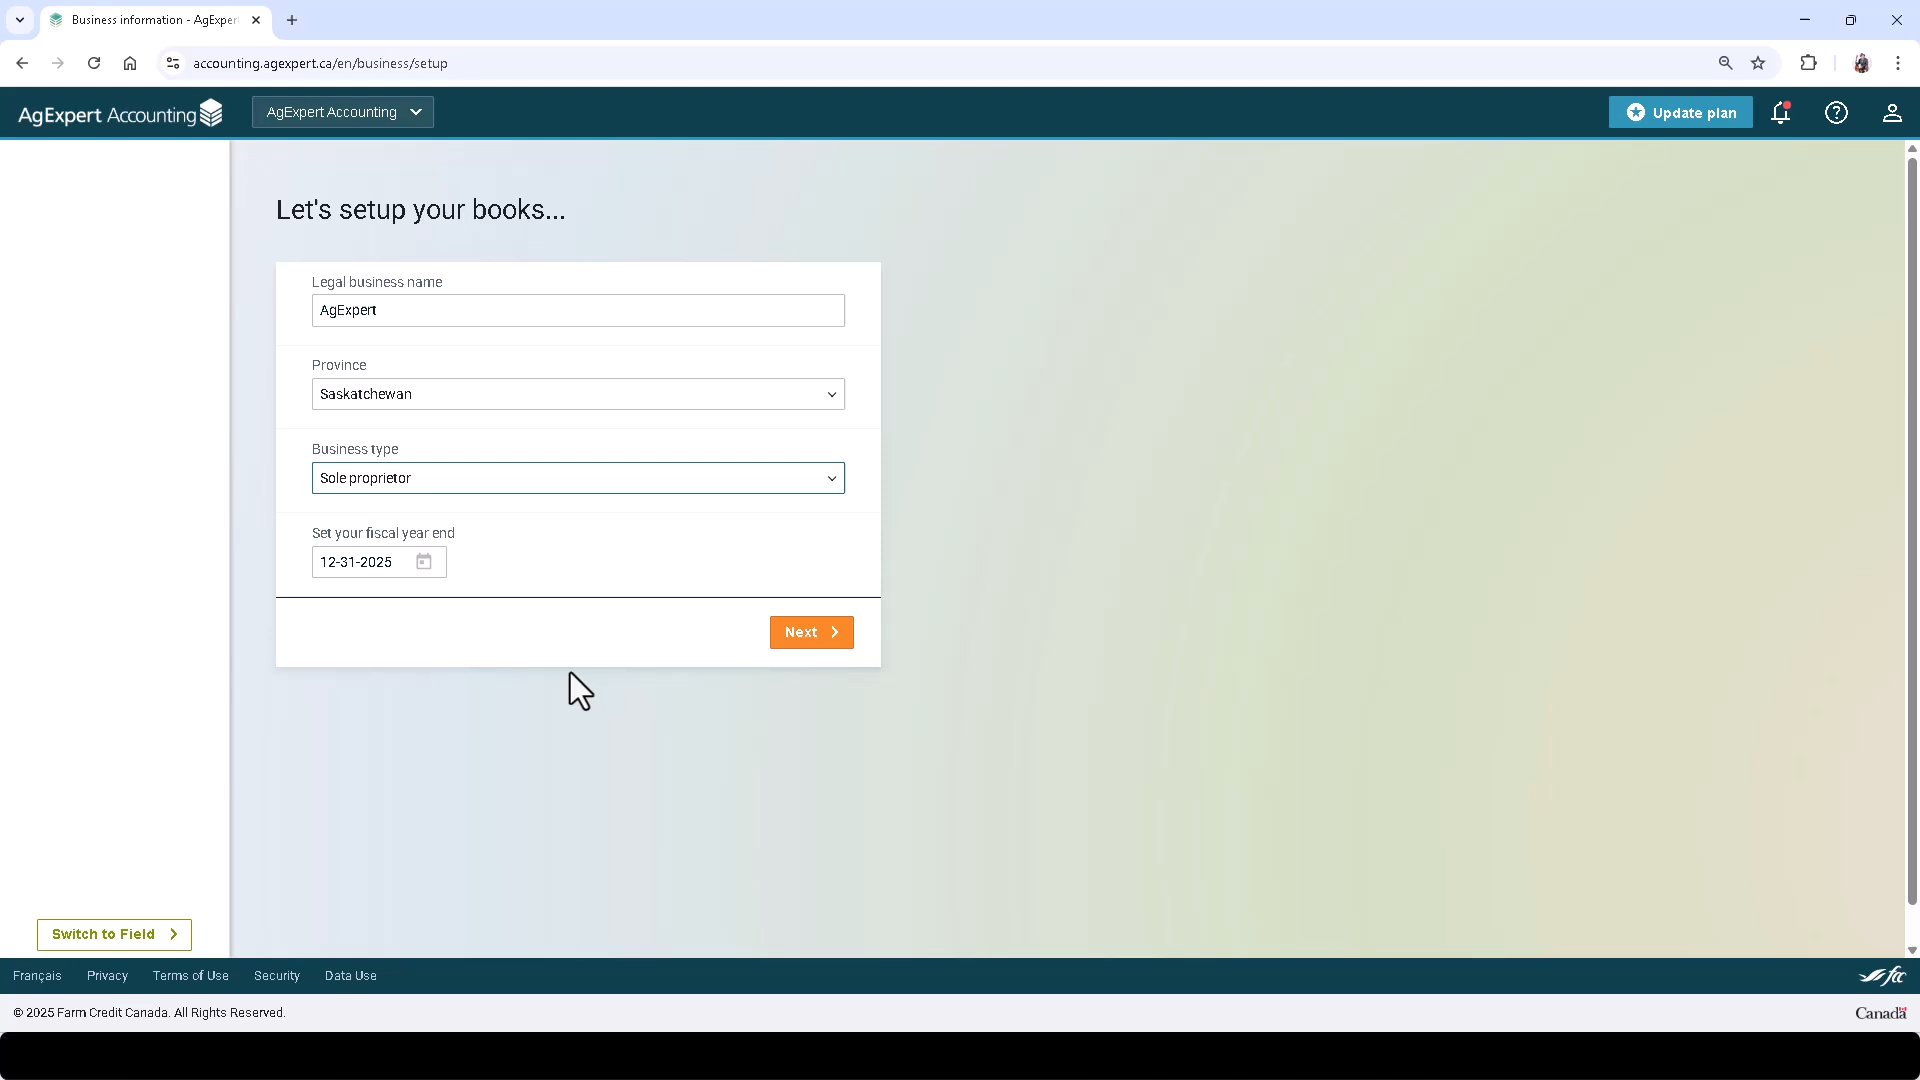 Business information - AgExper
accounting.agexpert.ca/en/business/setup
AgExpert Accounting
AgExpert Accounting
Update plan
Let's setup your books...
Legal business name
AgExpert
Province
Saskatchewan
Business type
Sole proprietor
Set your fiscal year end
12-31-2025
Next
Switch to Field
Français Privacy Terms of Use Security Data Use
fcc
© 2025 Farm Credit Canada. All Rights Reserved.
Canada